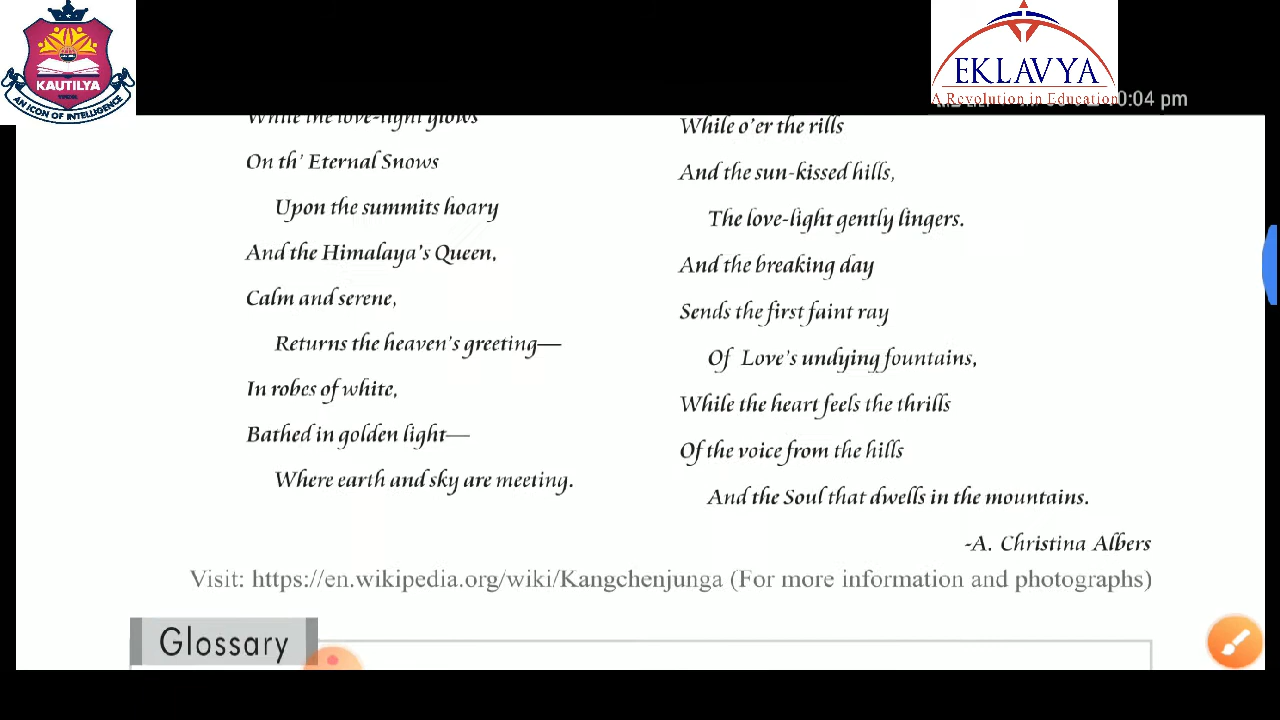 KAUTILYA
AN ICON OF INTELLIGENCE
EKLAVYA
A Revolution in Education
0:04 pm
While the love-light glows
On th' Eternal Snows
Upon the summits hoary
And the Himalaya's Queen,
Calm and serene,
Returns the heaven's greeting—
In robes of white,
Bathed in golden light—
Where earth and sky are meeting.
While o'er the rills
And the sun-kissed hills,
The love-light gently lingers.
And the breaking day
Sends the first faint ray
Of Love's undying fountains,
While the heart feels the thrills
Of the voice from the hills
And the Soul that dwells in the mountains.
-A. Christina Albers
Visit: https://en.wikipedia.org/wiki/Kangchenjunga (For more information and photographs)
Glossary